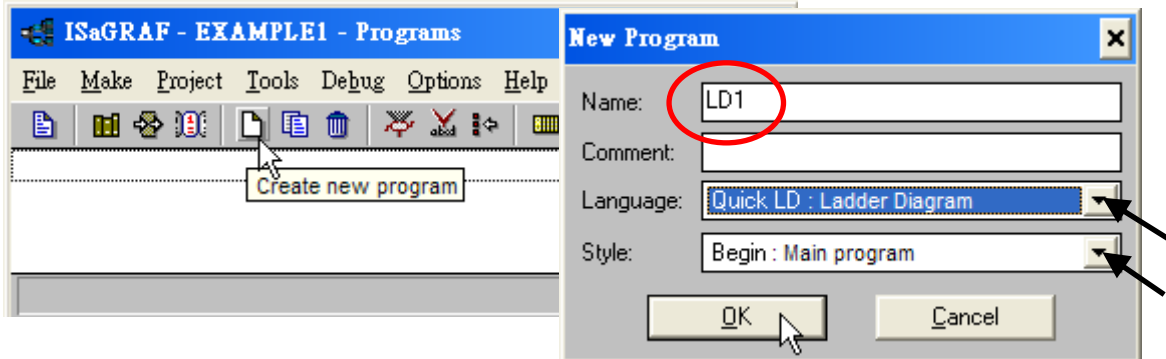 ISaGRAF - EXAMPLE1 - Programs
File Make Project Tools Debug Options Help
Create new program
New Program
Name: LD1
Comment:
Language: Quick LD : Ladder Diagram
Style: Begin : Main program
OK Cancel